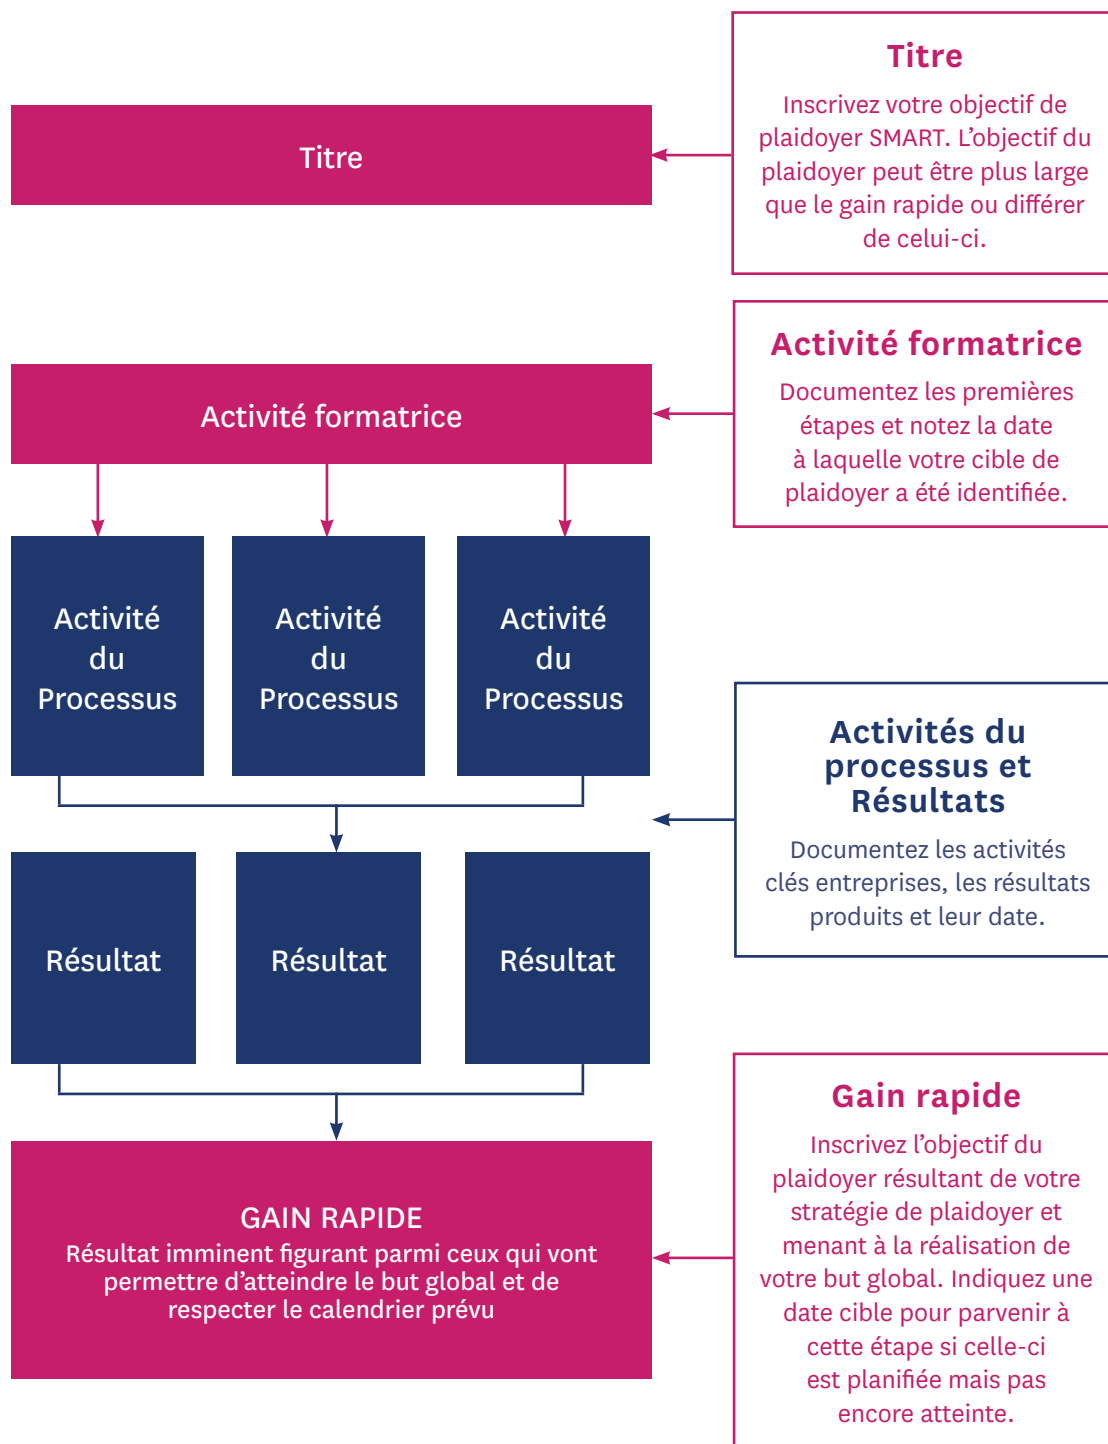 Titre
Titre
Inscrivez votre objectif de
plaidoyer SMART. L’objectif du
plaidoyer peut être plus large
que le gain rapide ou différer
de celui-ci.
Activité formatrice
Activité formatrice
Documentez les premières
étapes et notez la date
à laquelle votre cible de
plaidoyer a été identifiée.
Activité
du
Processus
Activité
du
Processus
Activité
du
Processus
Activités du
processus et
Résultats
Documentez les activités
clés entreprises, les résultats
produits et leur date.
Résultat
Résultat
Résultat
GAIN RAPIDE
Résultat imminent figurant parmi ceux qui vont
permettre d’atteindre le but global et de
respecter le calendrier prévu
Gain rapide
Inscrivez l’objectif du
plaidoyer résultant de votre
stratégie de plaidoyer et
menant à la réalisation de
votre but global. Indiquez une
date cible pour parvenir à
cette étape si celle-ci
est planifiée mais pas
encore atteinte.